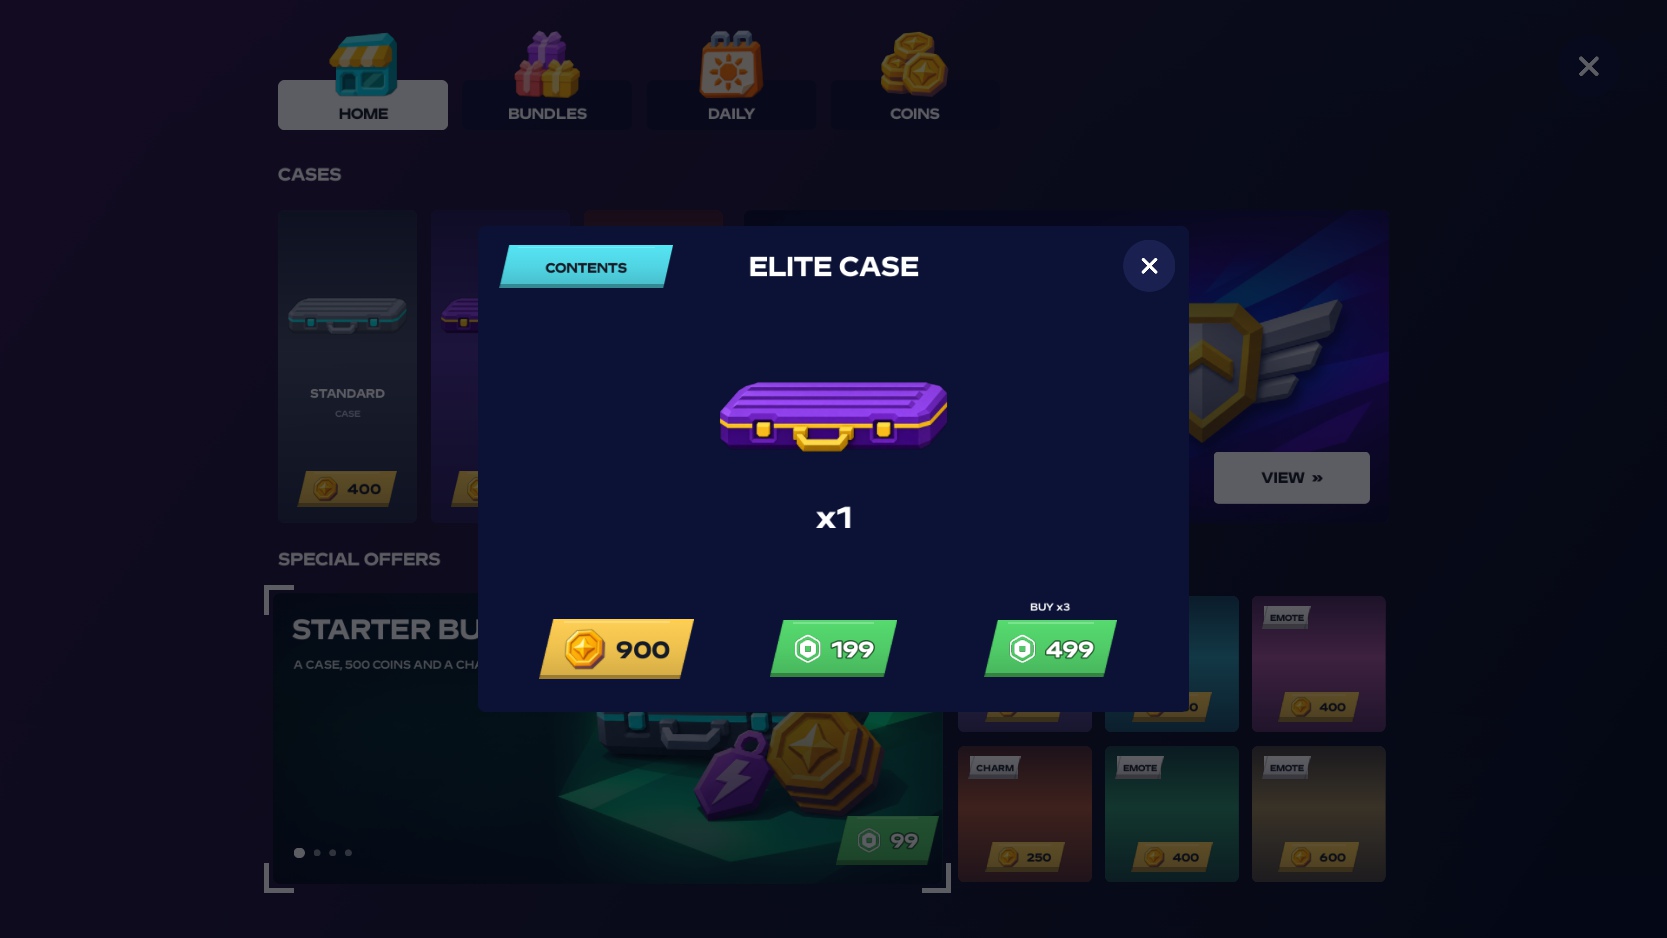 HOME
BUNDLES
DAILY
COINS
CASES
CONTENTS
ELITE CASE
STANDARD
CASE
400
VIEW »
x1
SPECIAL OFFERS
BUY x3
900
199
499
STARTER BU
A CASE, 500 COINS AND A CHA
EMOTE
400
CHARM
EMOTE
EMOTE
99
250
400
600